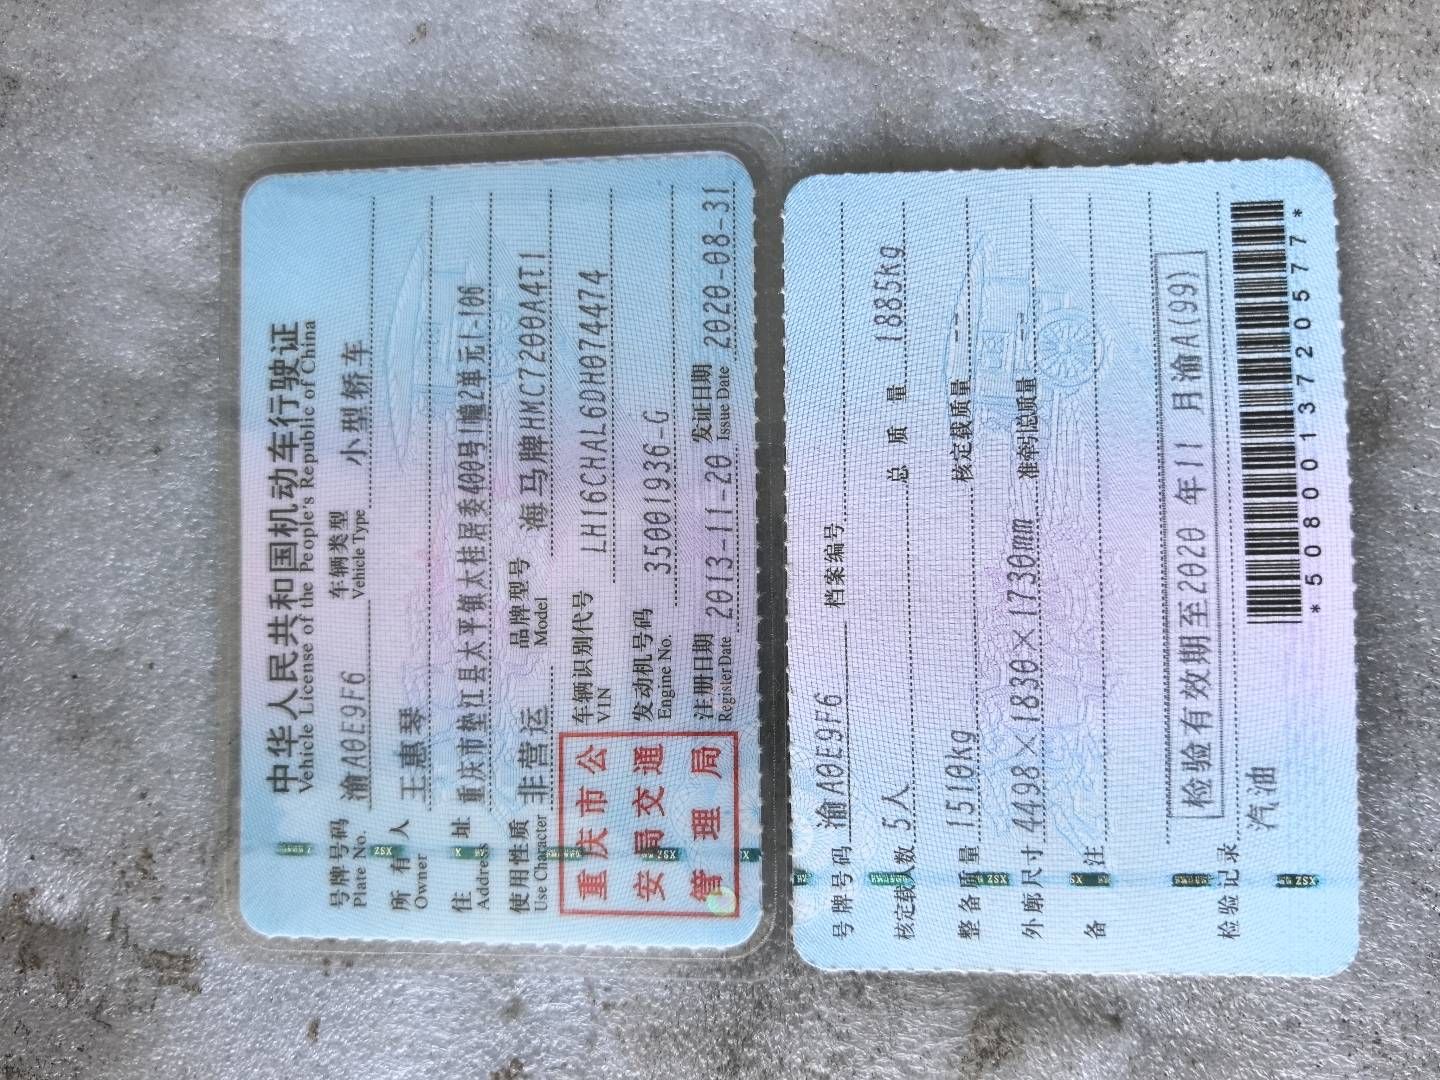 中华人民共和国机动车行驶证
Vehicle License of the People's Republic of China
号牌号码 渝A0E9F6 车辆类型 小型轿车
Plate No. Vehicle Type
所有人 王惠琴
Owner
住址 重庆市垫江县太平镇太桂居委400号1幢2单元1-106
Address
使用性质 非营运 品牌型号 海马牌HMC7200A4T1
Use Character Model
车辆识别代号 LH16CHAL6DH074474
VIN
发动机号码 35001936-G
Engine No.
注册日期 2013-11-20 发证日期 2020-08-31
Register Date Issue Date
重庆市公
安局交通
管理局
号牌号码 渝A0E9F6 档案编号
核定载人数 5人 总质量 1885kg
整备质量 1510kg 核定载质量 --
外廓尺寸 4498×1830×1730mm 准牵引总质量 --
备注
检验有效期至2020年11月渝A(99)
检验记录
汽油
*5080013720577*